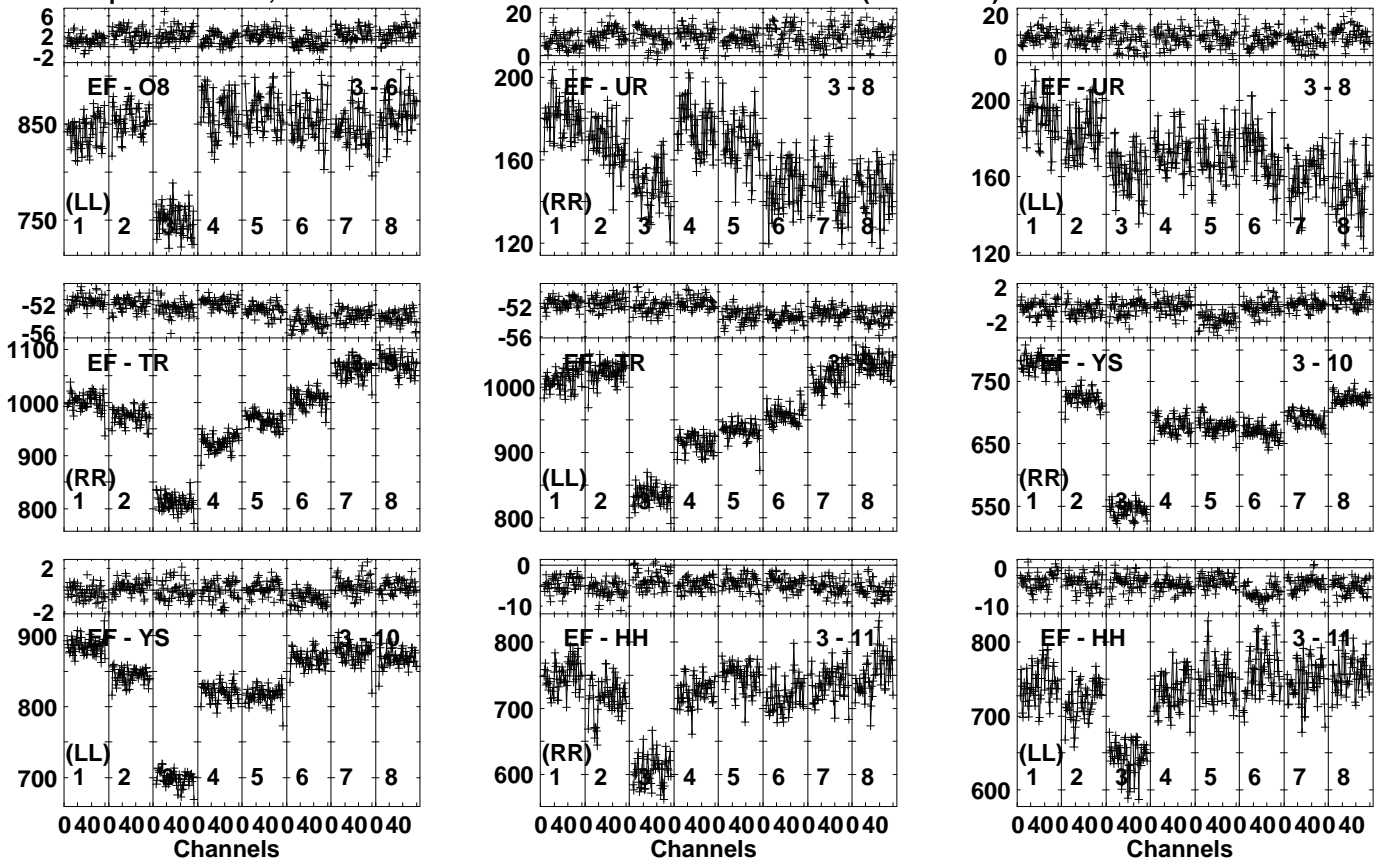 6 2 -2
EF - O8 3 - 6
850
750
(LL)
1 2 3 4 5 6 7 8
20
0
EF - UR 3 - 8
200
160
120
(RR)
1 2 3 4 5 6 7 8
20
0
EF - UR 3 - 8
200
160
120
(LL)
1 2 3 4 5 6 7 8
-52
-56
EF - TR
1100
1000
900
800
(RR)
1 2 4 5 6 7 8
-52
-56
EF - TR
1000
900
800
(LL)
1 2 3 4 5 6 7 8
2
-2
EF - YS 3 - 10
750
650
550
(RR)
1 2 3 4 5 6 7 8
2
-2
EF - YS 3 - 10
900
800
700
(LL)
1 2 4 5 6 7 8
0
-10
EF - HH 3 - 11
800
700
600
(RR)
1 2 3 4 5 6 7 8
0
-10
EF - HH 3 - 11
800
700
600
(LL)
1 2 3 4 5 6 7 8
0 40 0 40 0 40 0 40 0 40 0 40 0 40 0 40
Channels
0 40 0 40 0 40 0 40 0 40 0 40 0 40 0 40
Channels
0 40 0 40 0 40 0 40 0 40 0 40 0 40 0 40
Channels